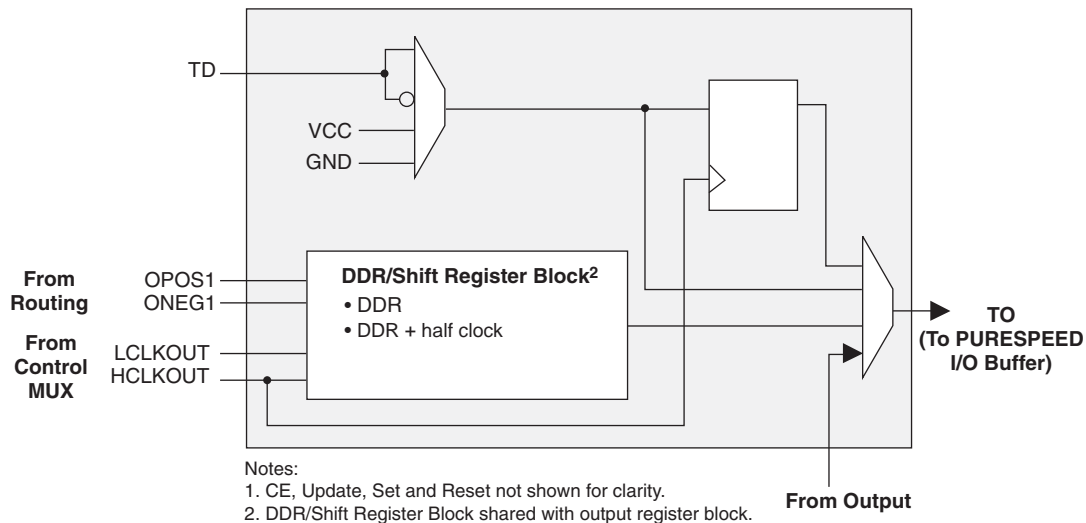 TD
VCC
GND
From
Routing
OPOS1
ONEG1
From
Control
MUX
LCLKOUT
HCLKOUT
DDR/Shift Register Block2
• DDR
• DDR + half clock
TO
(To PURESPEED
I/O Buffer)
From Output
Notes:
1. CE, Update, Set and Reset not shown for clarity.
2. DDR/Shift Register Block shared with output register block.